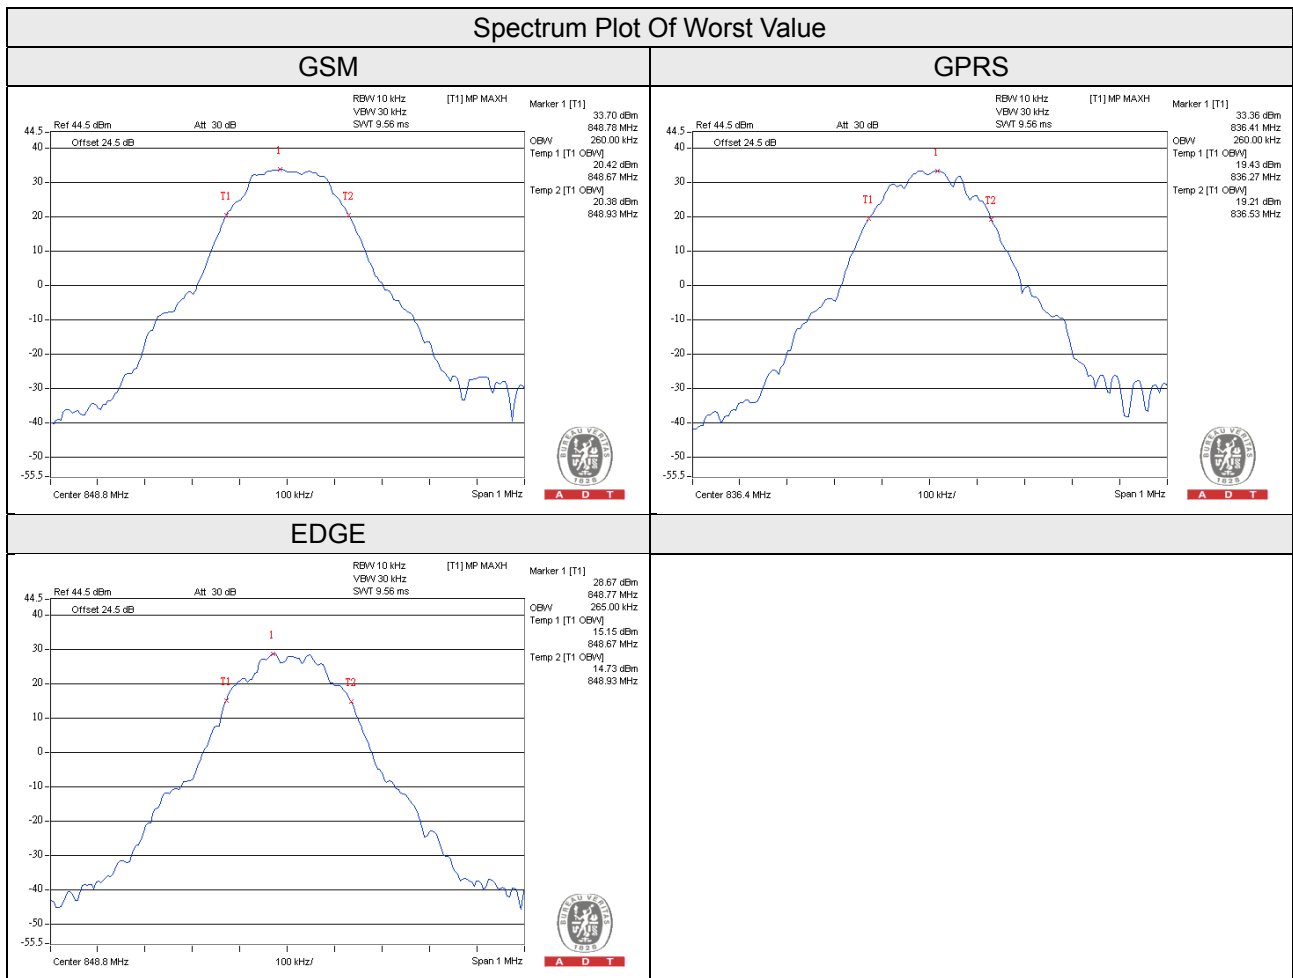 Spectrum Plot Of Worst Value
GSM
GPRS
RBW 10 kHz
[T1] MP MAXH
VBW 30 kHz
Ref 44.5 dBm
Att 30 dB
SWT 9.56 ms
Marker 1 [T1]
33.70 dBm
848.78 MHz
OBW 260.00 kHz
Temp 1 [T1 OBW]
20.42 dBm
848.67 MHz
Temp 2 [T1 OBW]
20.38 dBm
848.93 MHz
44.5
Offset 24.5 dB
40
30
20
10
0
-10
-20
-30
-40
-50
-55.5
1
T1
T2
Center 848.8 MHz
100 kHz/
Span 1 MHz
BUREAU VERITAS
1828
A D T
RBW 10 kHz
[T1] MP MAXH
VBW 30 kHz
Ref 44.5 dBm
Att 30 dB
SWT 9.56 ms
Marker 1 [T1]
33.36 dBm
836.41 MHz
OBW 260.00 kHz
Temp 1 [T1 OBW]
19.43 dBm
836.27 MHz
Temp 2 [T1 OBW]
19.21 dBm
836.53 MHz
44.5
Offset 24.5 dB
40
30
20
10
0
-10
-20
-30
-40
-50
-55.5
1
T1
T2
Center 836.4 MHz
100 kHz/
Span 1 MHz
BUREAU VERITAS
1828
A D T
EDGE
RBW 10 kHz
[T1] MP MAXH
VBW 30 kHz
Ref 44.5 dBm
Att 30 dB
SWT 9.56 ms
Marker 1 [T1]
28.67 dBm
848.77 MHz
OBW 265.00 kHz
Temp 1 [T1 OBW]
15.15 dBm
848.67 MHz
Temp 2 [T1 OBW]
14.73 dBm
848.93 MHz
44.5
Offset 24.5 dB
40
30
20
10
0
-10
-20
-30
-40
-50
-55.5
1
T1
T2
Center 848.8 MHz
100 kHz/
Span 1 MHz
BUREAU VERITAS
1828
A D T